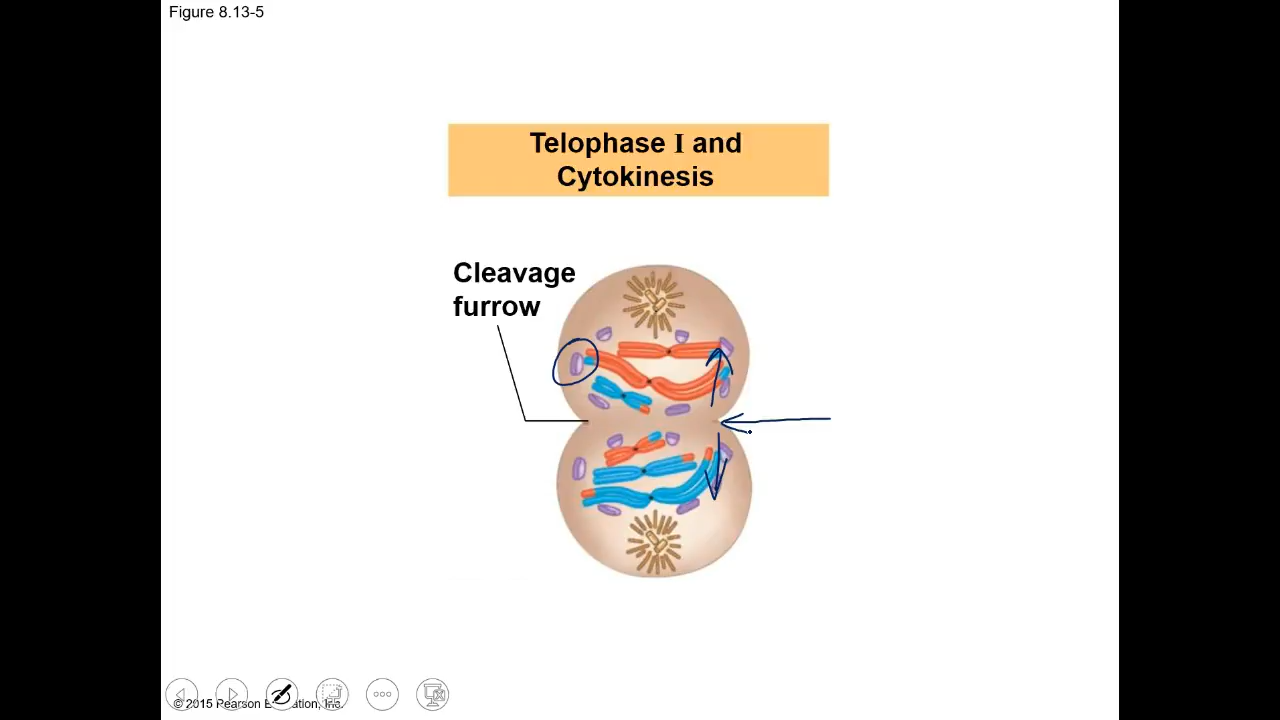 Figure 8.13-5
Telophase I and
Cytokinesis
Cleavage
furrow
© 2015 Pearson Education, Inc.